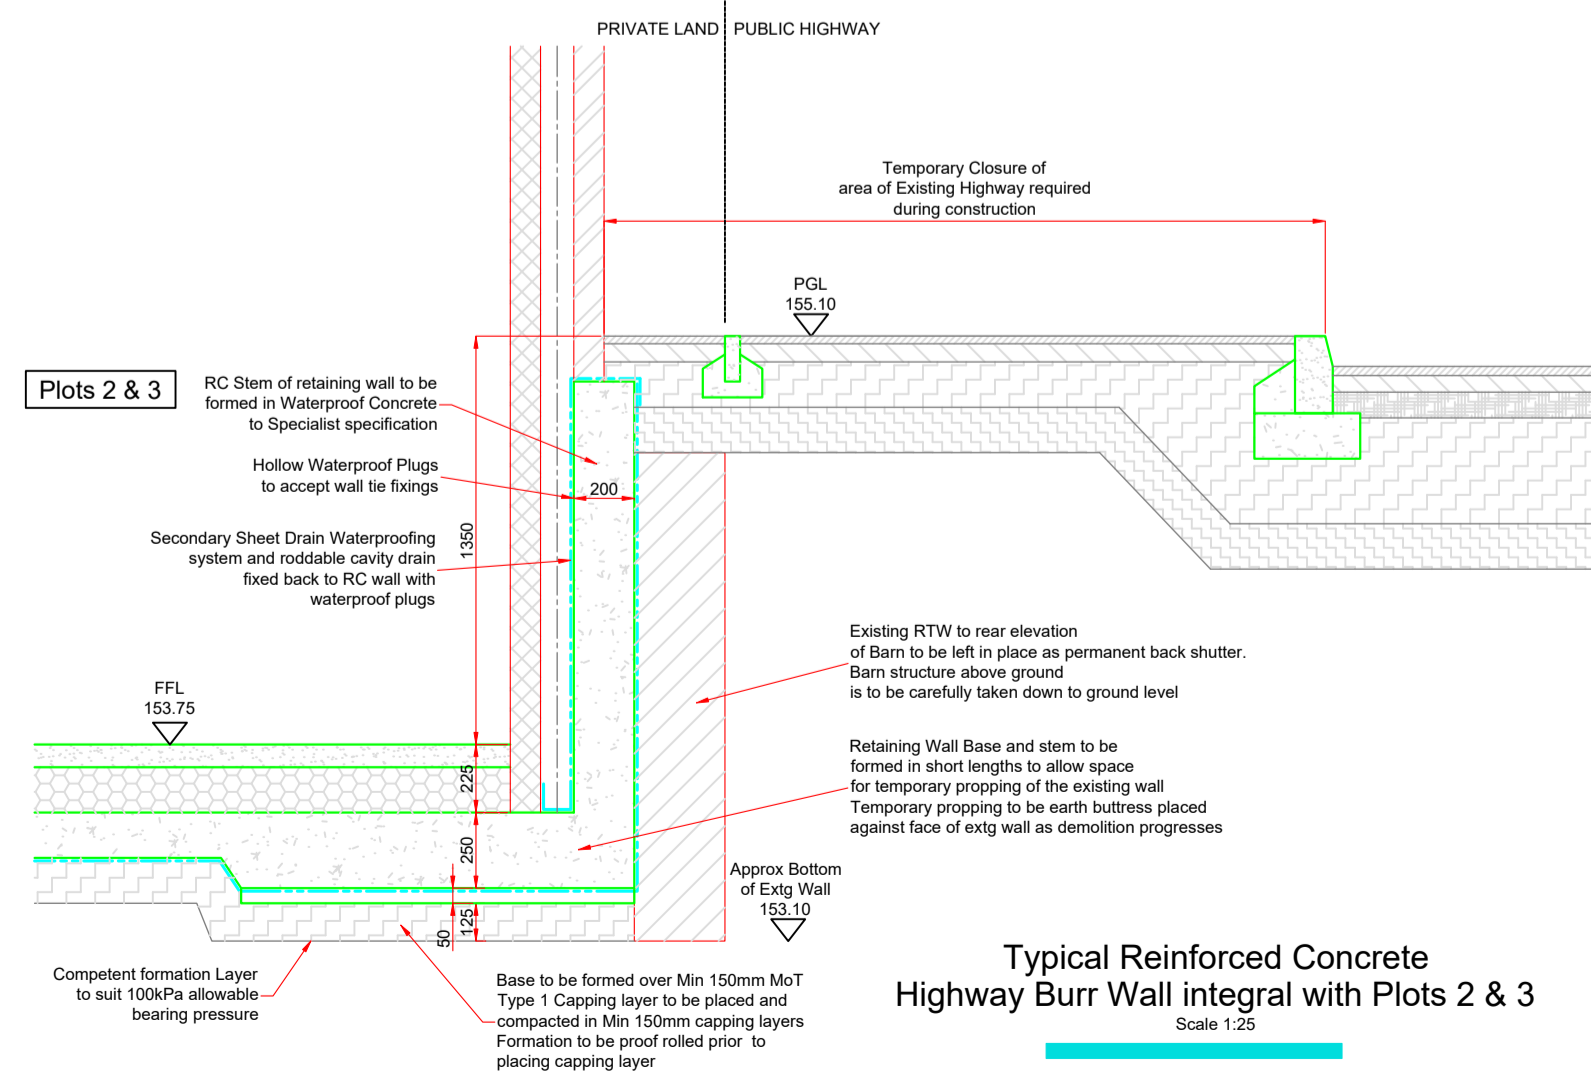 PRIVATE LAND
PUBLIC HIGHWAY
Temporary Closure of
area of Existing Highway required
during construction
PGL
155.10
Plots 2 & 3
RC Stem of retaining wall to be
formed in Waterproof Concrete
to Specialist specification
Hollow Waterproof Plugs
to accept wall tie fixings
200
1350
Secondary Sheet Drain Waterproofing
system and roddable cavity drain
fixed back to RC wall with
waterproof plugs
Existing RTW to rear elevation
of Barn to be left in place as permanent back shutter.
Barn structure above ground
is to be carefully taken down to ground level
FFL
153.75
225
Retaining Wall Base and stem to be
formed in short lengths to allow space
for temporary propping of the existing wall
Temporary propping to be earth buttress placed
against face of extg wall as demolition progresses
250
Approx Bottom
of Extg Wall
153.10
125
50
Competent formation Layer
to suit 100kPa allowable
bearing pressure
Base to be formed over Min 150mm MoT
Type 1 Capping layer to be placed and
compacted in Min 150mm capping layers
Formation to be proof rolled prior to
placing capping layer
Typical Reinforced Concrete
Highway Burr Wall integral with Plots 2 & 3
Scale 1:25